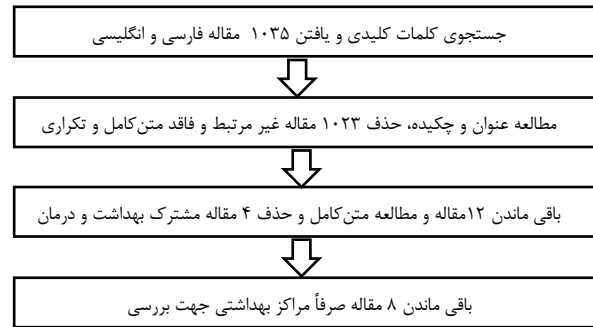 جستجوی کلمات کلیدی و یافتن ۱۰۳۵ مقاله فارسی و انگلیسی
مطالعه عنوان و چکیده، حذف ۱۰۲۳ مقاله غیر مرتبط و فاقد متن‌کامل و تکراری
باقی ماندن ۱۲مقاله و مطالعه متن‌کامل و حذف ۴ مقاله مشترک بهداشت و درمان
باقی ماندن ۸ مقاله صرفاً مراکز بهداشتی جهت بررسی